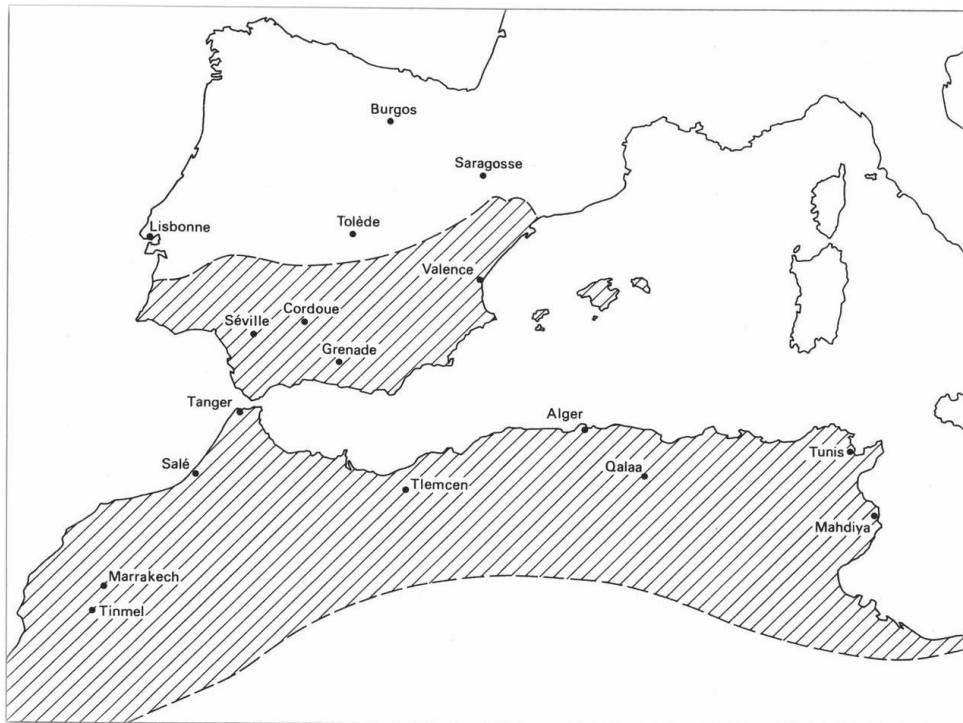 Burgos
Saragosse
Lisbonne
Tolède
Valence
Cordoue
Séville
Grenade
Tanger
Alger
Tunis
Salé
Qalaa
Tlemcen
Mahdiya
Marrakech
Tinmel